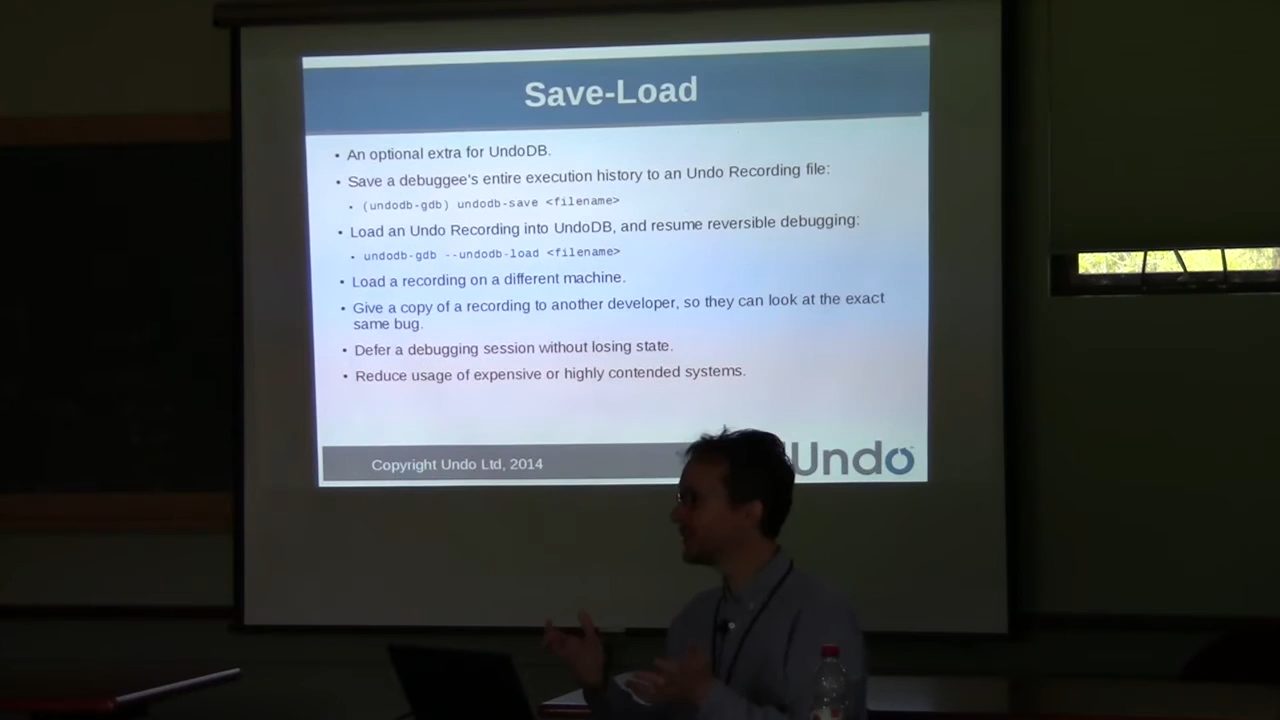 Save-Load
• An optional extra for UndoDB.
• Save a debuggee's entire execution history to an Undo Recording file:
• (undodb-gdb) undodb-save <filename>
• Load an Undo Recording into UndoDB, and resume reversible debugging:
• undodb-gdb --undodb-load <filename>
• Load a recording on a different machine.
• Give a copy of a recording to another developer, so they can look at the exact
same bug.
• Defer a debugging session without losing state.
• Reduce usage of expensive or highly contended systems.
Copyright Undo Ltd, 2014
Undo